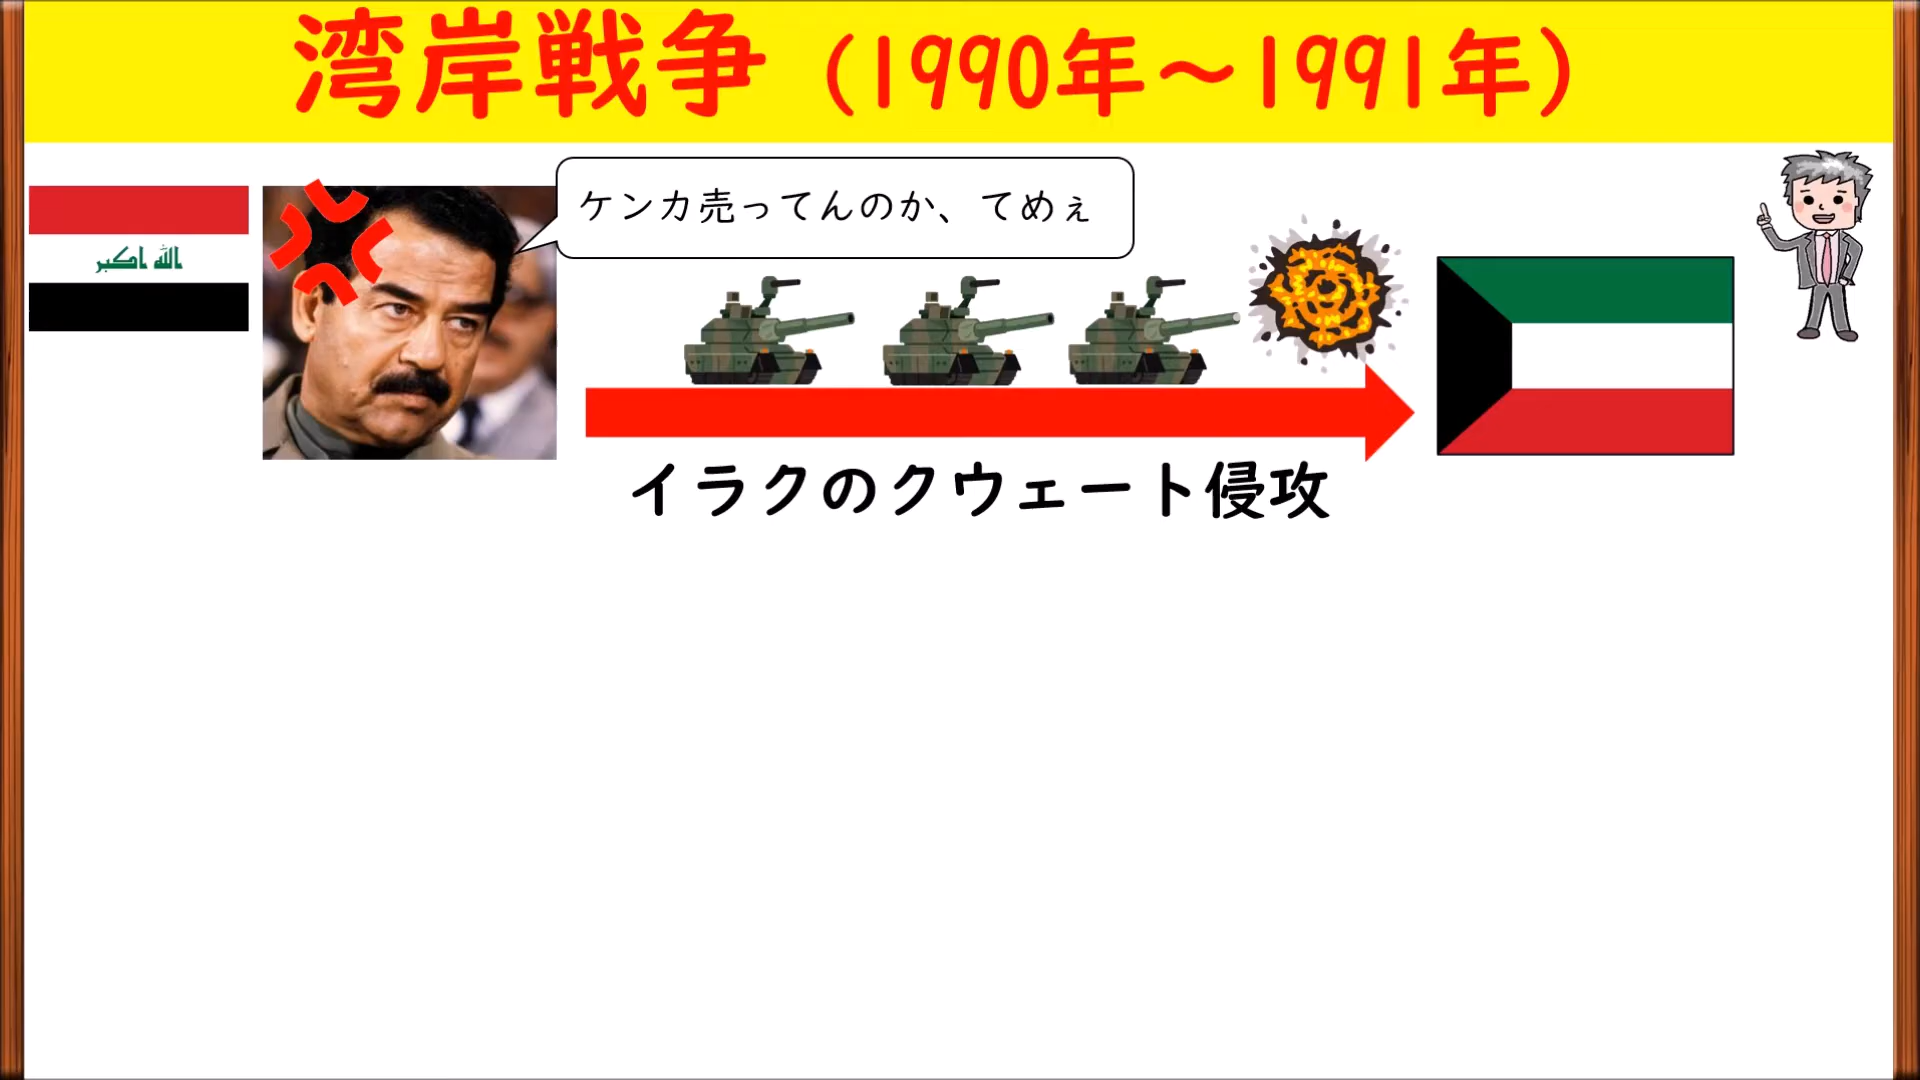 湾岸戦争（1990年～1991年）
ケンカ売ってんのか、てめぇ
الله اكبر
イラクのクウェート侵攻